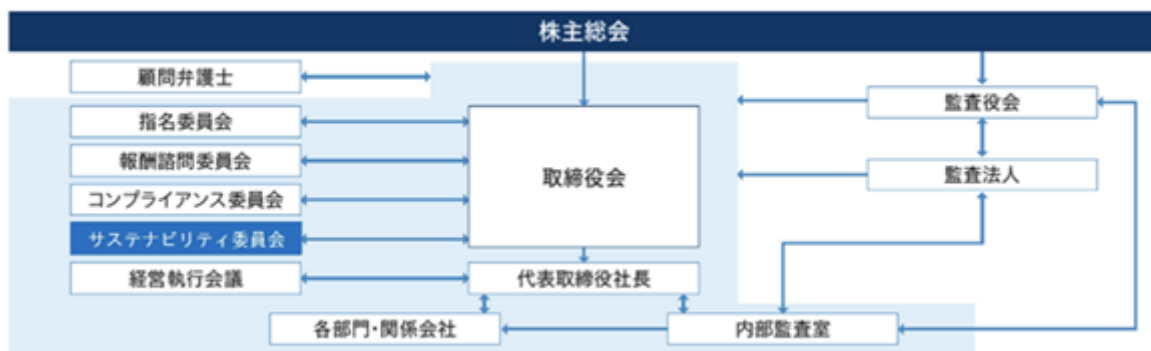 株主総会
顧問弁護士
指名委員会
報酬諮問委員会
コンプライアンス委員会
サステナビリティ委員会
経営執行会議
取締役会
代表取締役社長
各部門・関係会社
内部監査室
監査役会
監査法人